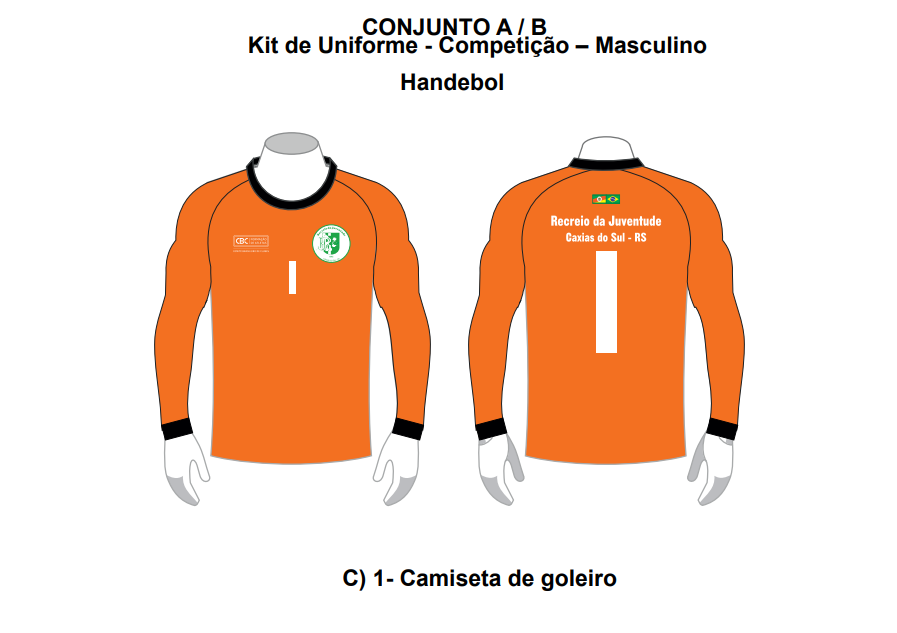 CONJUNTO A / B
Kit de Uniforme - Competição – Masculino
Handebol
CBC
1
Recreio da Juventude
Caxias do Sul - RS
1
C) 1- Camiseta de goleiro